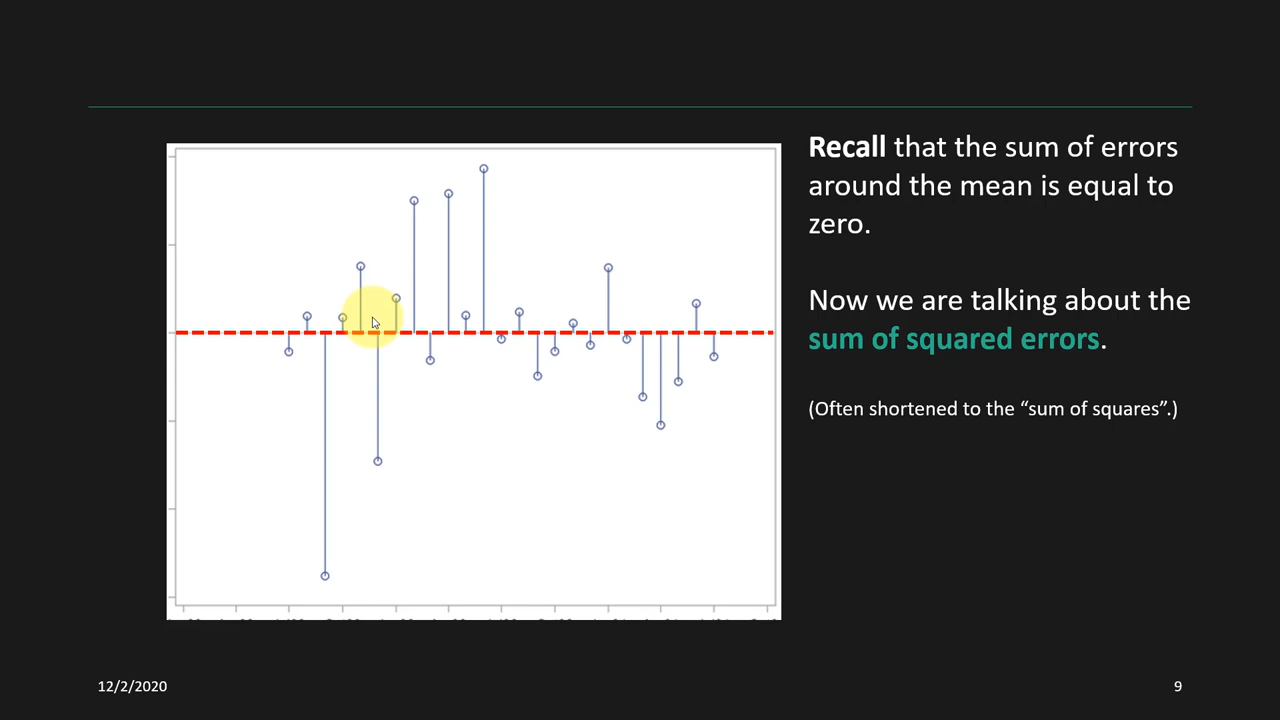 Recall that the sum of errors
around the mean is equal to
zero.
Now we are talking about the
sum of squared errors.
(Often shortened to the “sum of squares”.)
12/2/2020
9